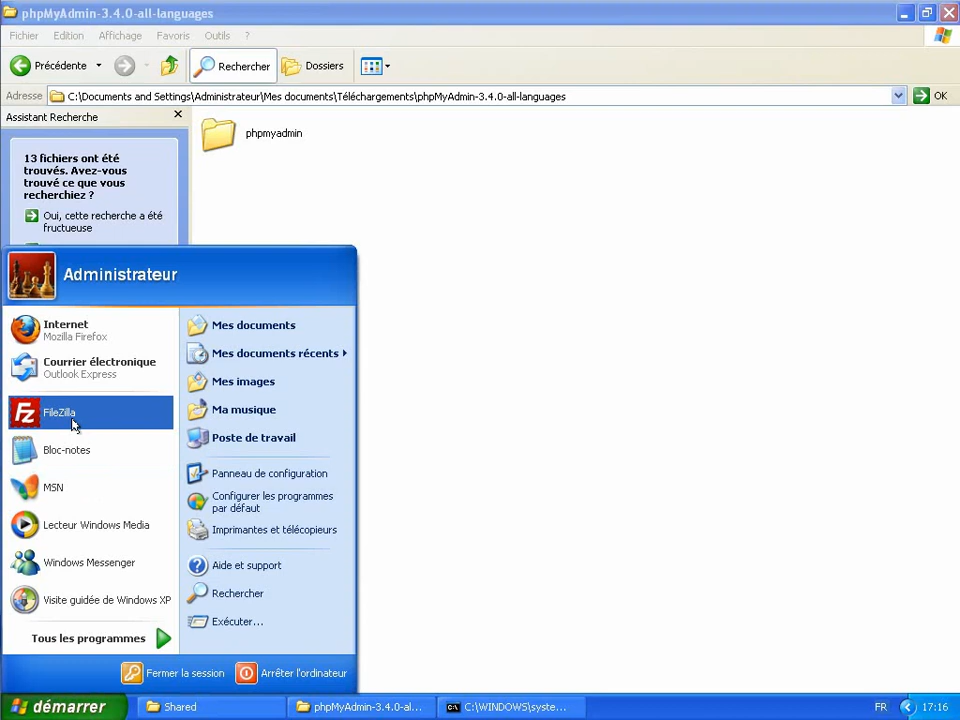 phpMyAdmin-3.4.0-all-languages
Fichier Edition Affichage Favoris Outils ?
Précédente Rechercher Dossiers
Adresse C:\Documents and Settings\Administrateur\Mes documents\Téléchargements\phpMyAdmin-3.4.0-all-languages OK
Assistant Recherche
phpmyadmin
13 fichiers ont été
trouvés. Avez-vous
trouvé ce que vous
recherchiez ?
Oui, cette recherche a été
fructueuse
Administrateur
Internet
Mozilla Firefox
Courrier électronique
Outlook Express
FileZilla
Bloc-notes
MSN
Lecteur Windows Media
Windows Messenger
Visite guidée de Windows XP
Tous les programmes
Mes documents
Mes documents récents
Mes images
Ma musique
Poste de travail
Panneau de configuration
Configurer les programmes
par défaut
Imprimantes et télécopieurs
Aide et support
Rechercher
Exécuter...
Fermer la session Arrêter l'ordinateur
démarrer Shared phpMyAdmin-3.4.0-al... C:\WINDOWS\syste... FR 17:16